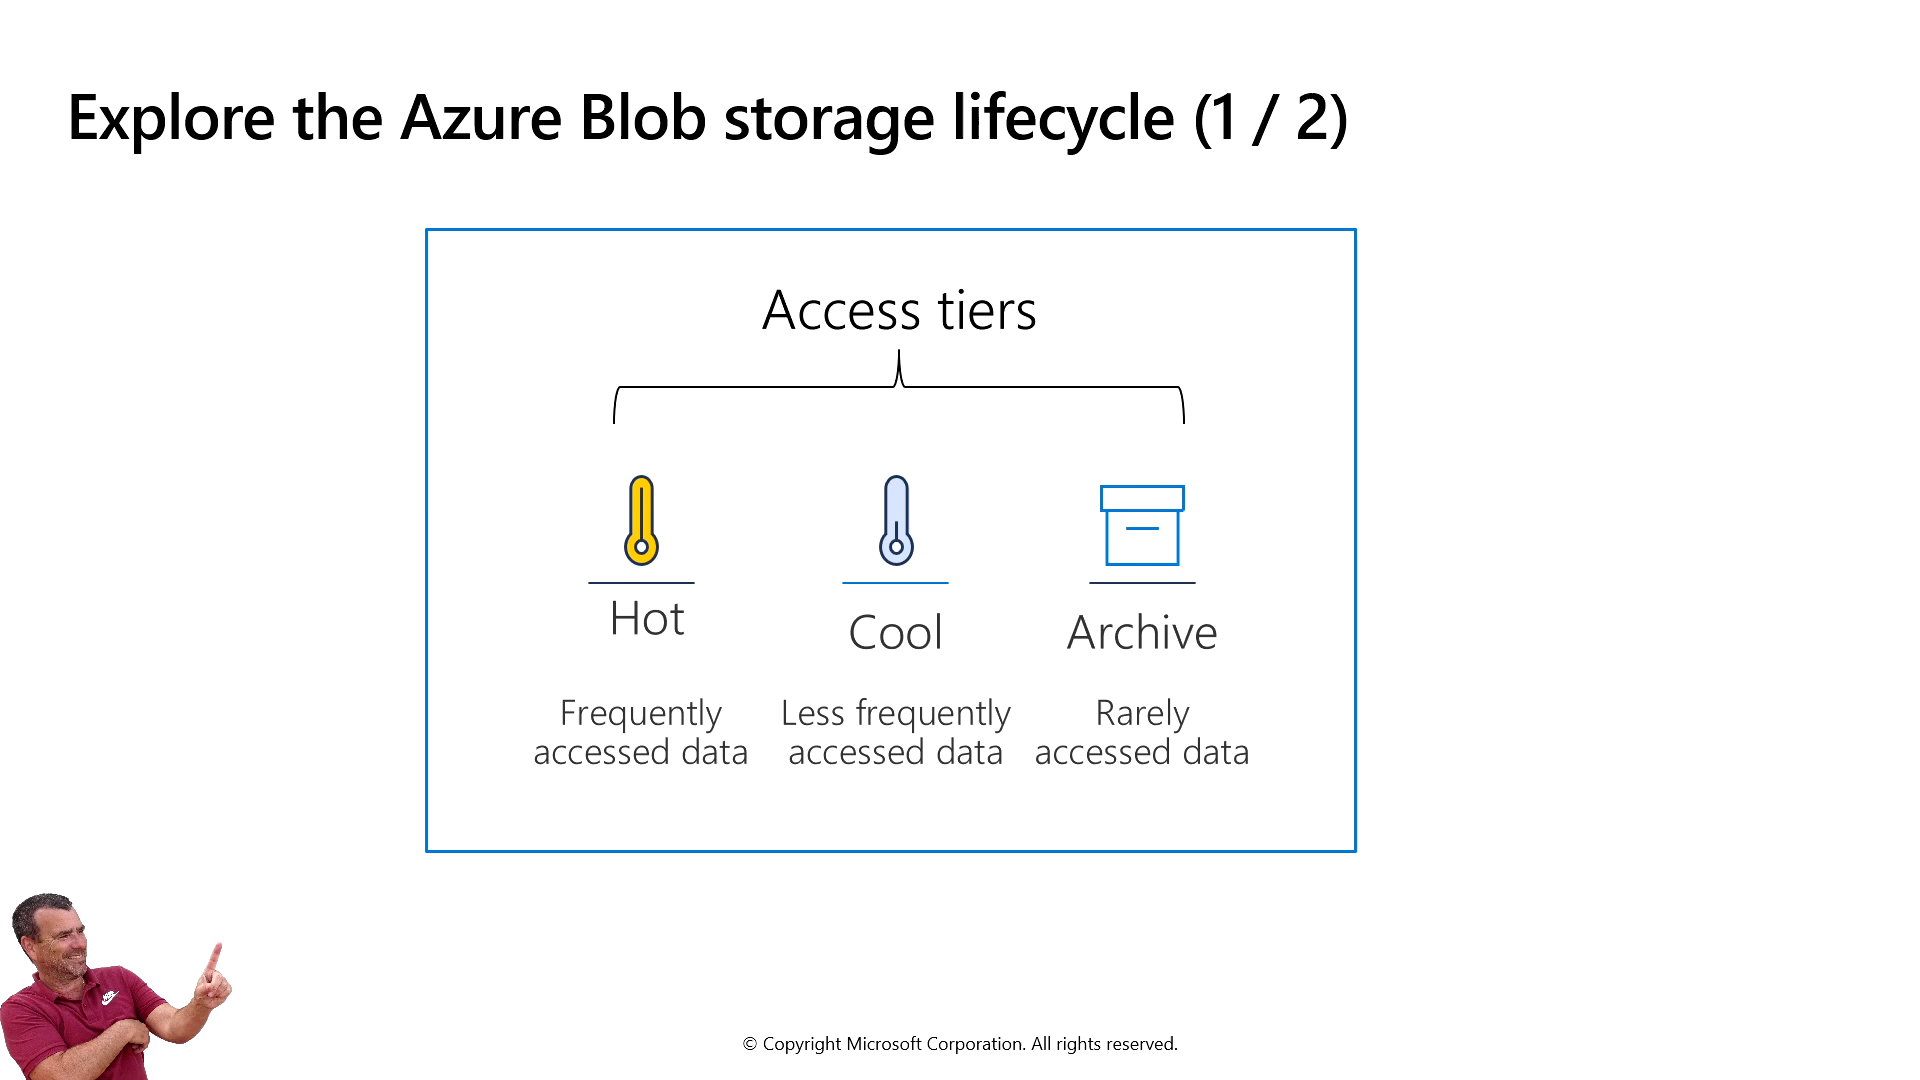 Explore the Azure Blob storage lifecycle (1 / 2)
Access tiers
Hot
Cool
Archive
Frequently
accessed data
Less frequently
accessed data
Rarely
accessed data
© Copyright Microsoft Corporation. All rights reserved.